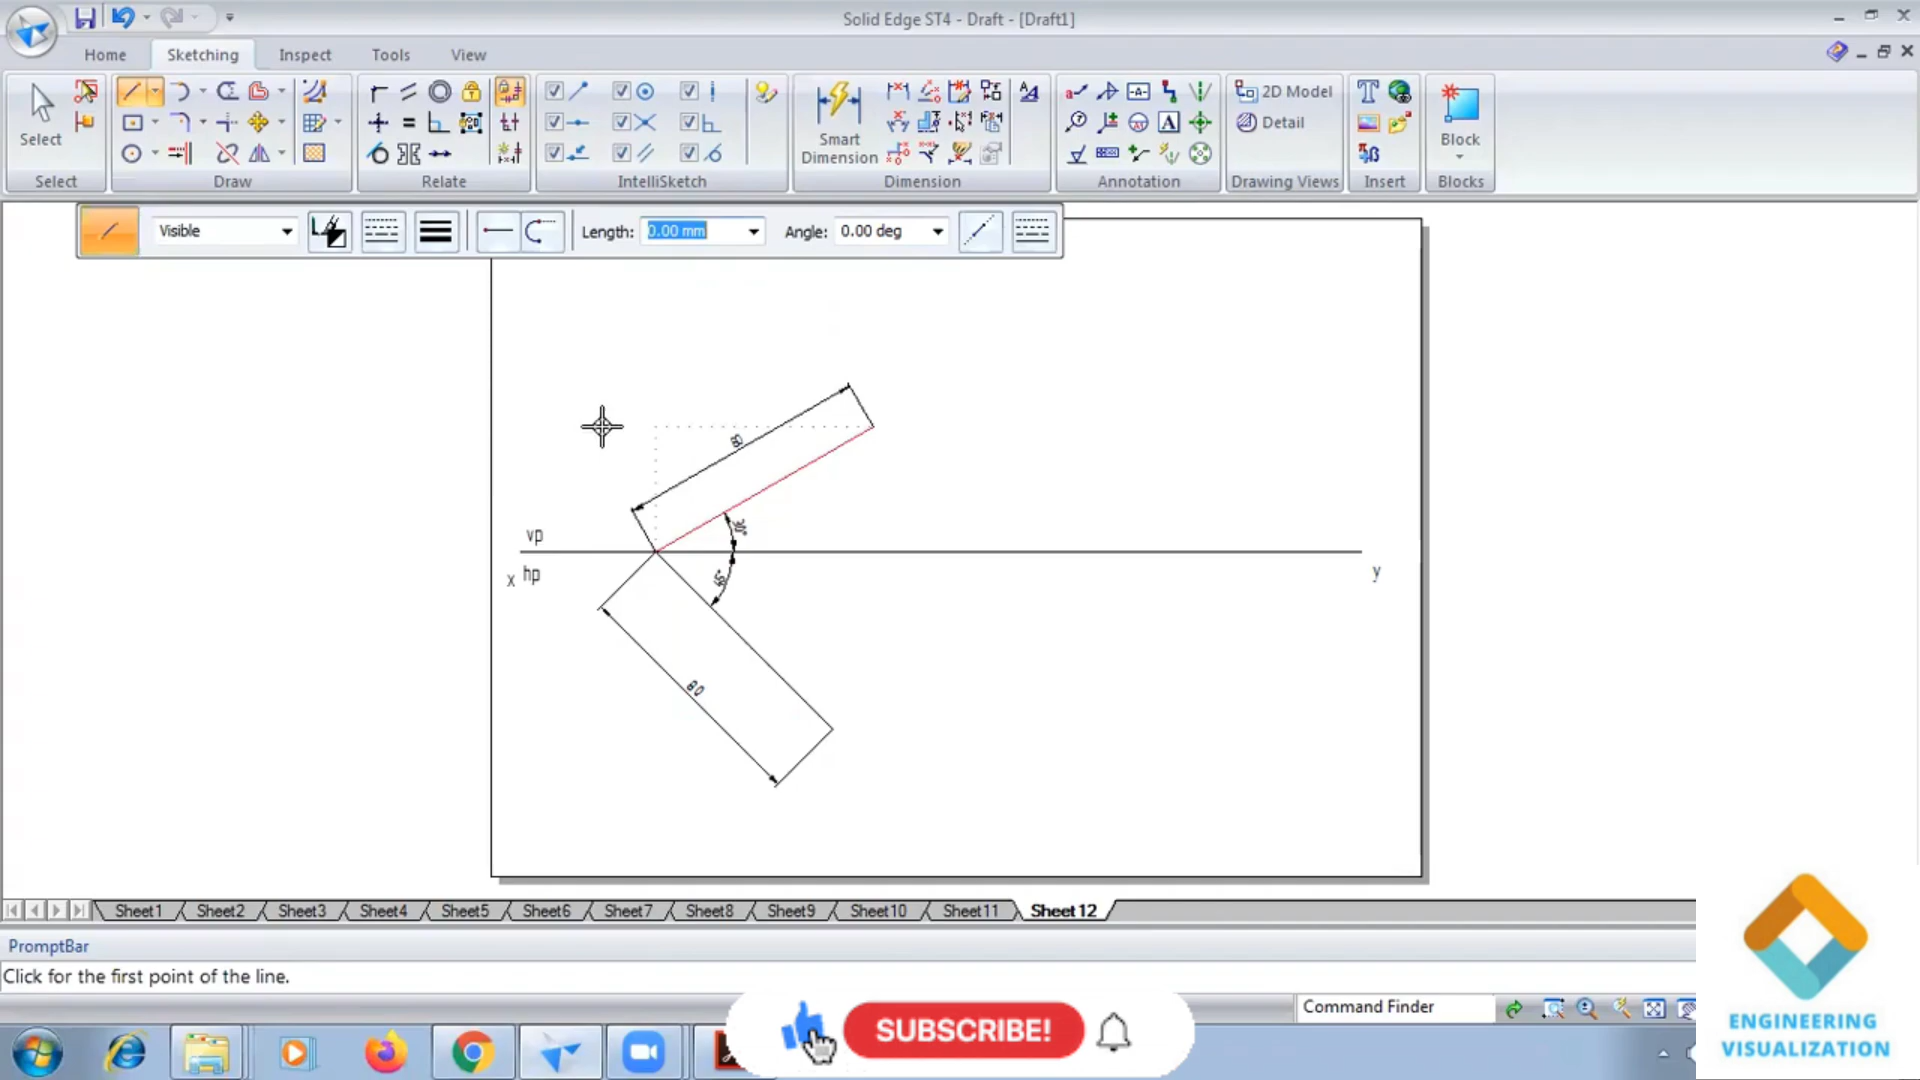 Solid Edge ST4 - Draft - [Draft1]
Home
Sketching
Inspect
Tools
View
Select
Smart
Dimension
2D Model
Detail
Block
Select
Draw
Relate
IntelliSketch
Dimension
Annotation
Drawing Views
Insert
Blocks
Visible
Length:
0.00 mm
Angle:
0.00 deg
80
vp
30°
x
hp
45°
y
80
Sheet1
Sheet2
Sheet3
Sheet4
Sheet5
Sheet6
Sheet7
Sheet8
Sheet9
Sheet10
Sheet11
Sheet12
PromptBar
Click for the first point of the line.
Command Finder
SUBSCRIBE!
ENGINEERING
VISUALIZATION